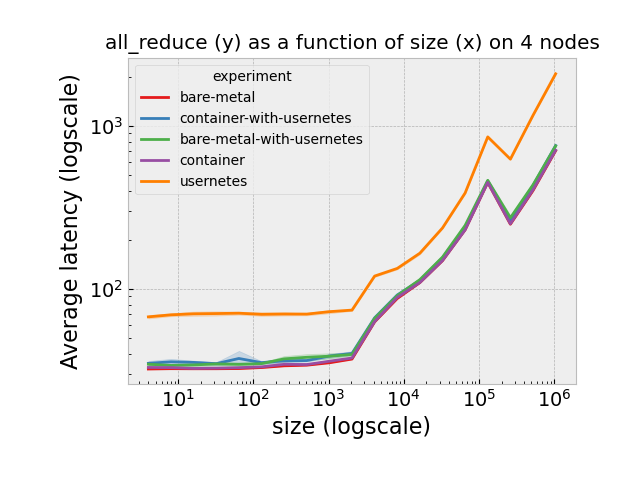 all_reduce (y) as a function of size (x) on 4 nodes
Average latency (logscale)
10³
10²
experiment
bare-metal
container-with-usernetes
bare-metal-with-usernetes
container
usernetes
10¹ 10² 10³ 10⁴ 10⁵ 10⁶
size (logscale)